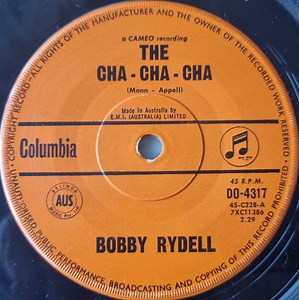 ALL RIGHTS OF THE MANUFACTURER AND THE OWNER OF THE RECORDED WORK RESERVED
UNAUTHORISED PUBLIC PERFORMANCE, BROADCASTING AND COPYING OF THIS RECORD
COPYRIGHT
a CAMEO recording
THE
CHA - CHA - CHA
(Mann - Appell)
Made In Australia by
E.M.I. (AUSTRALIA) LIMITED
Columbia
AUS
45 R.P.M.
DO-4317
45-C228-A
7XCT1386
2.29
BOBBY RYDELL